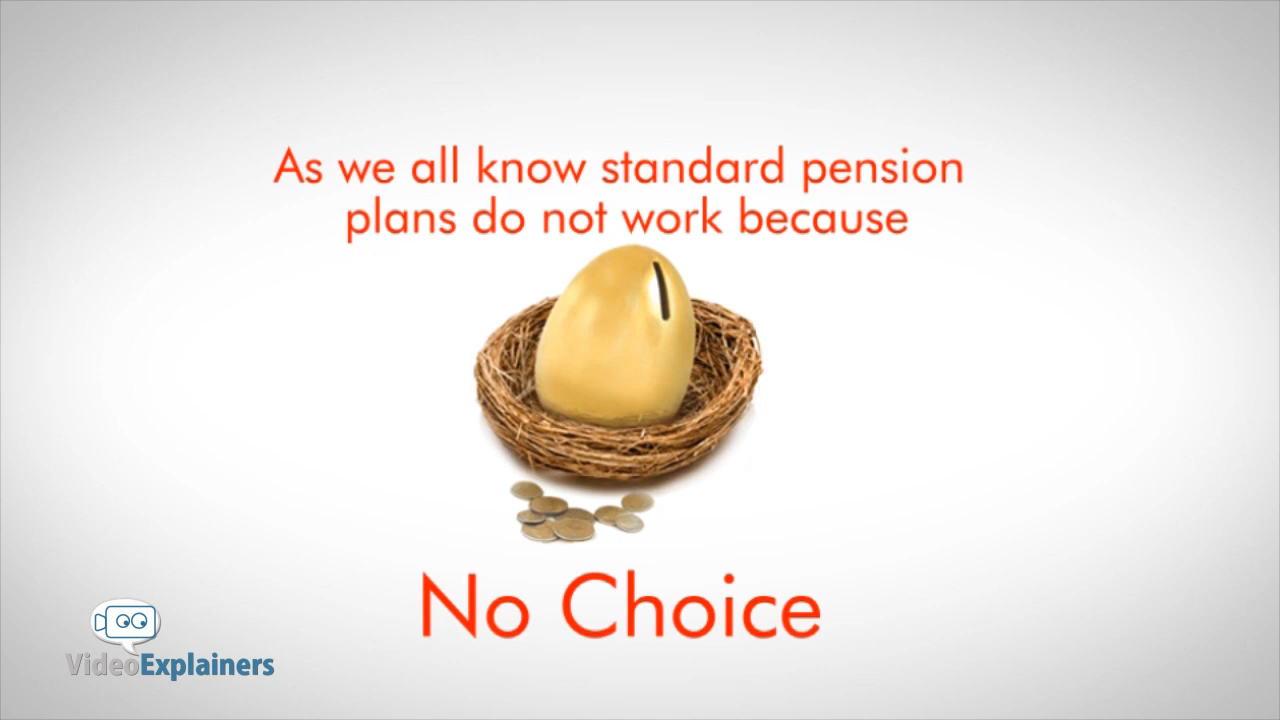 As we all know standard pension
plans do not work because
No Choice
VideoExplainers